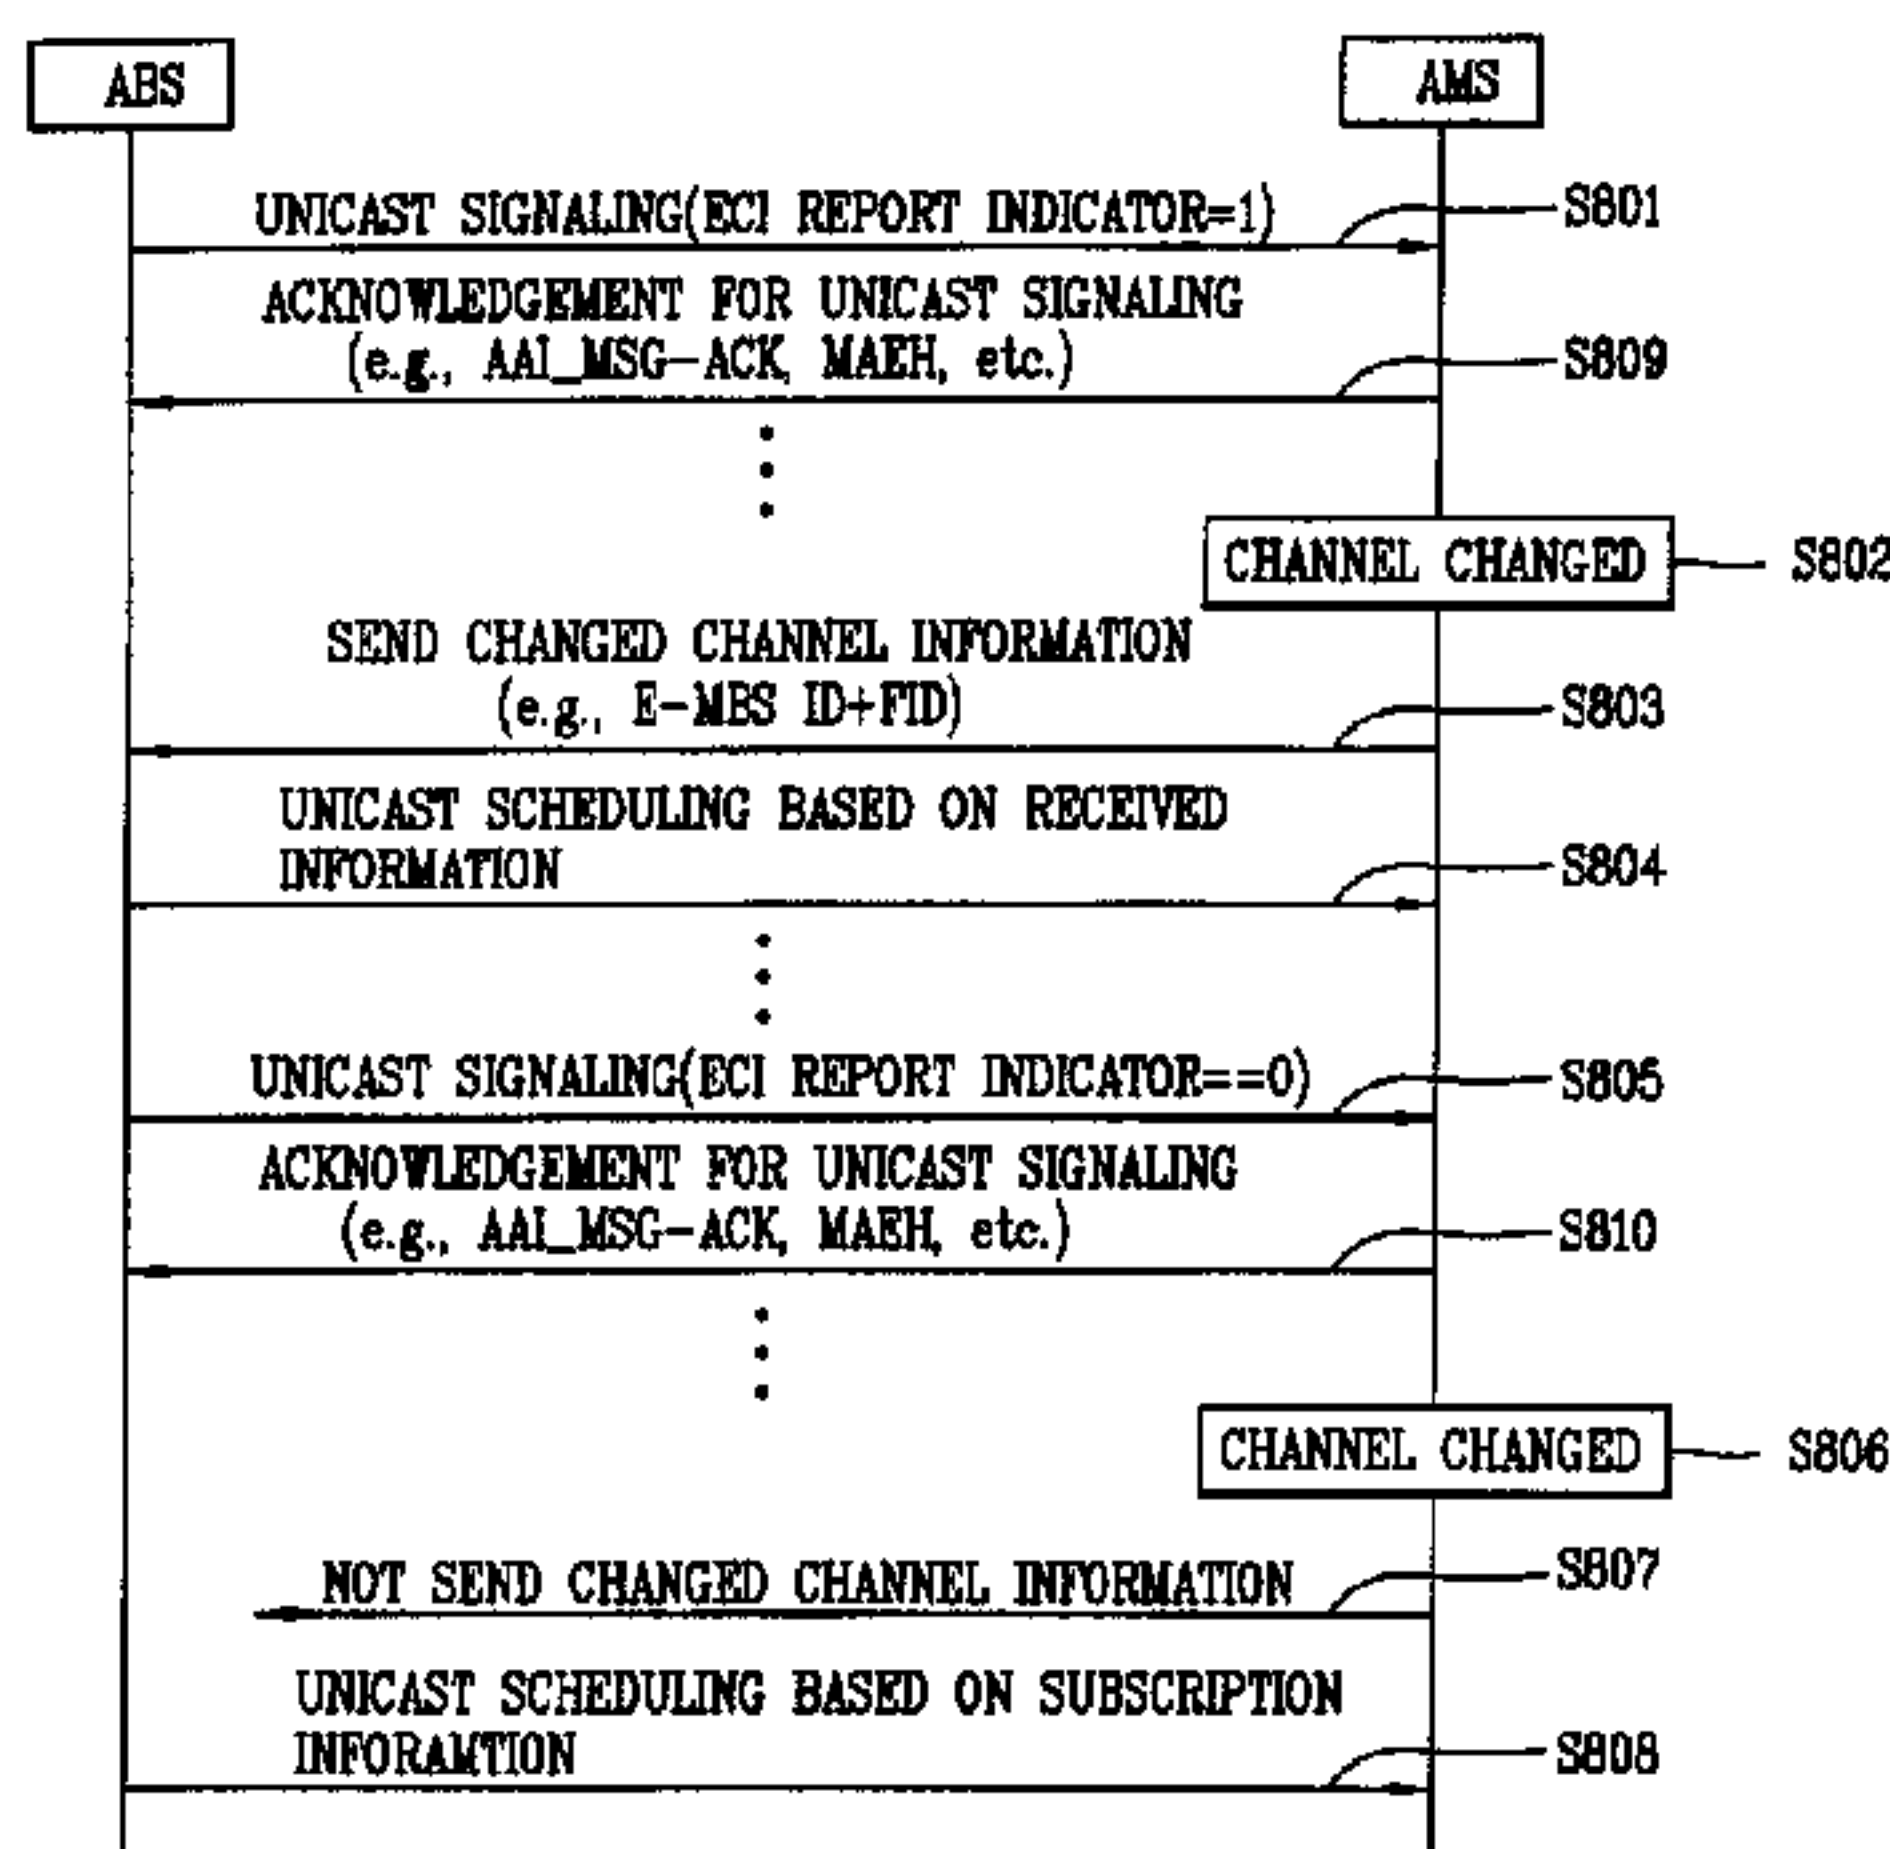 ABS
AMS
UNICAST SIGNALING(ECI REPORT INDICATOR=1)
S801
ACKNOWLEDGEMENT FOR UNICAST SIGNALING
(e.g., AAI_MSG-ACK, MAEH, etc.)
S809
CHANNEL CHANGED
S802
SEND CHANGED CHANNEL INFORMATION
(e.g., E-MBS ID+FID)
S803
UNICAST SCHEDULING BASED ON RECEIVED
INFORMATION
S804
UNICAST SIGNALING(ECI REPORT INDICATOR==0)
S805
ACKNOWLEDGEMENT FOR UNICAST SIGNALING
(e.g., AAI_MSG-ACK, MAEH, etc.)
S810
CHANNEL CHANGED
S806
NOT SEND CHANGED CHANNEL INFORMATION
S807
UNICAST SCHEDULING BASED ON SUBSCRIPTION
INFORAMTION
S808